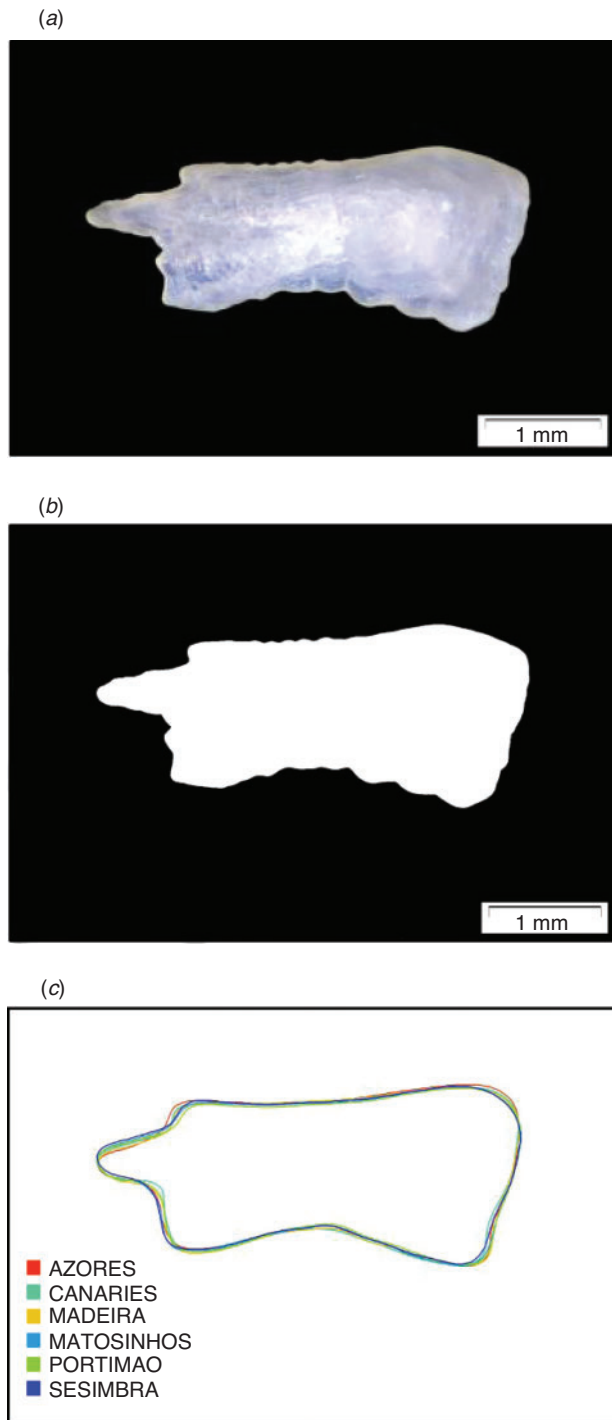 (a)
1 mm
(b)
1 mm
(c)
AZORES
CANARIES
MADEIRA
MATOSINHOS
PORTIMAO
SESIMBRA